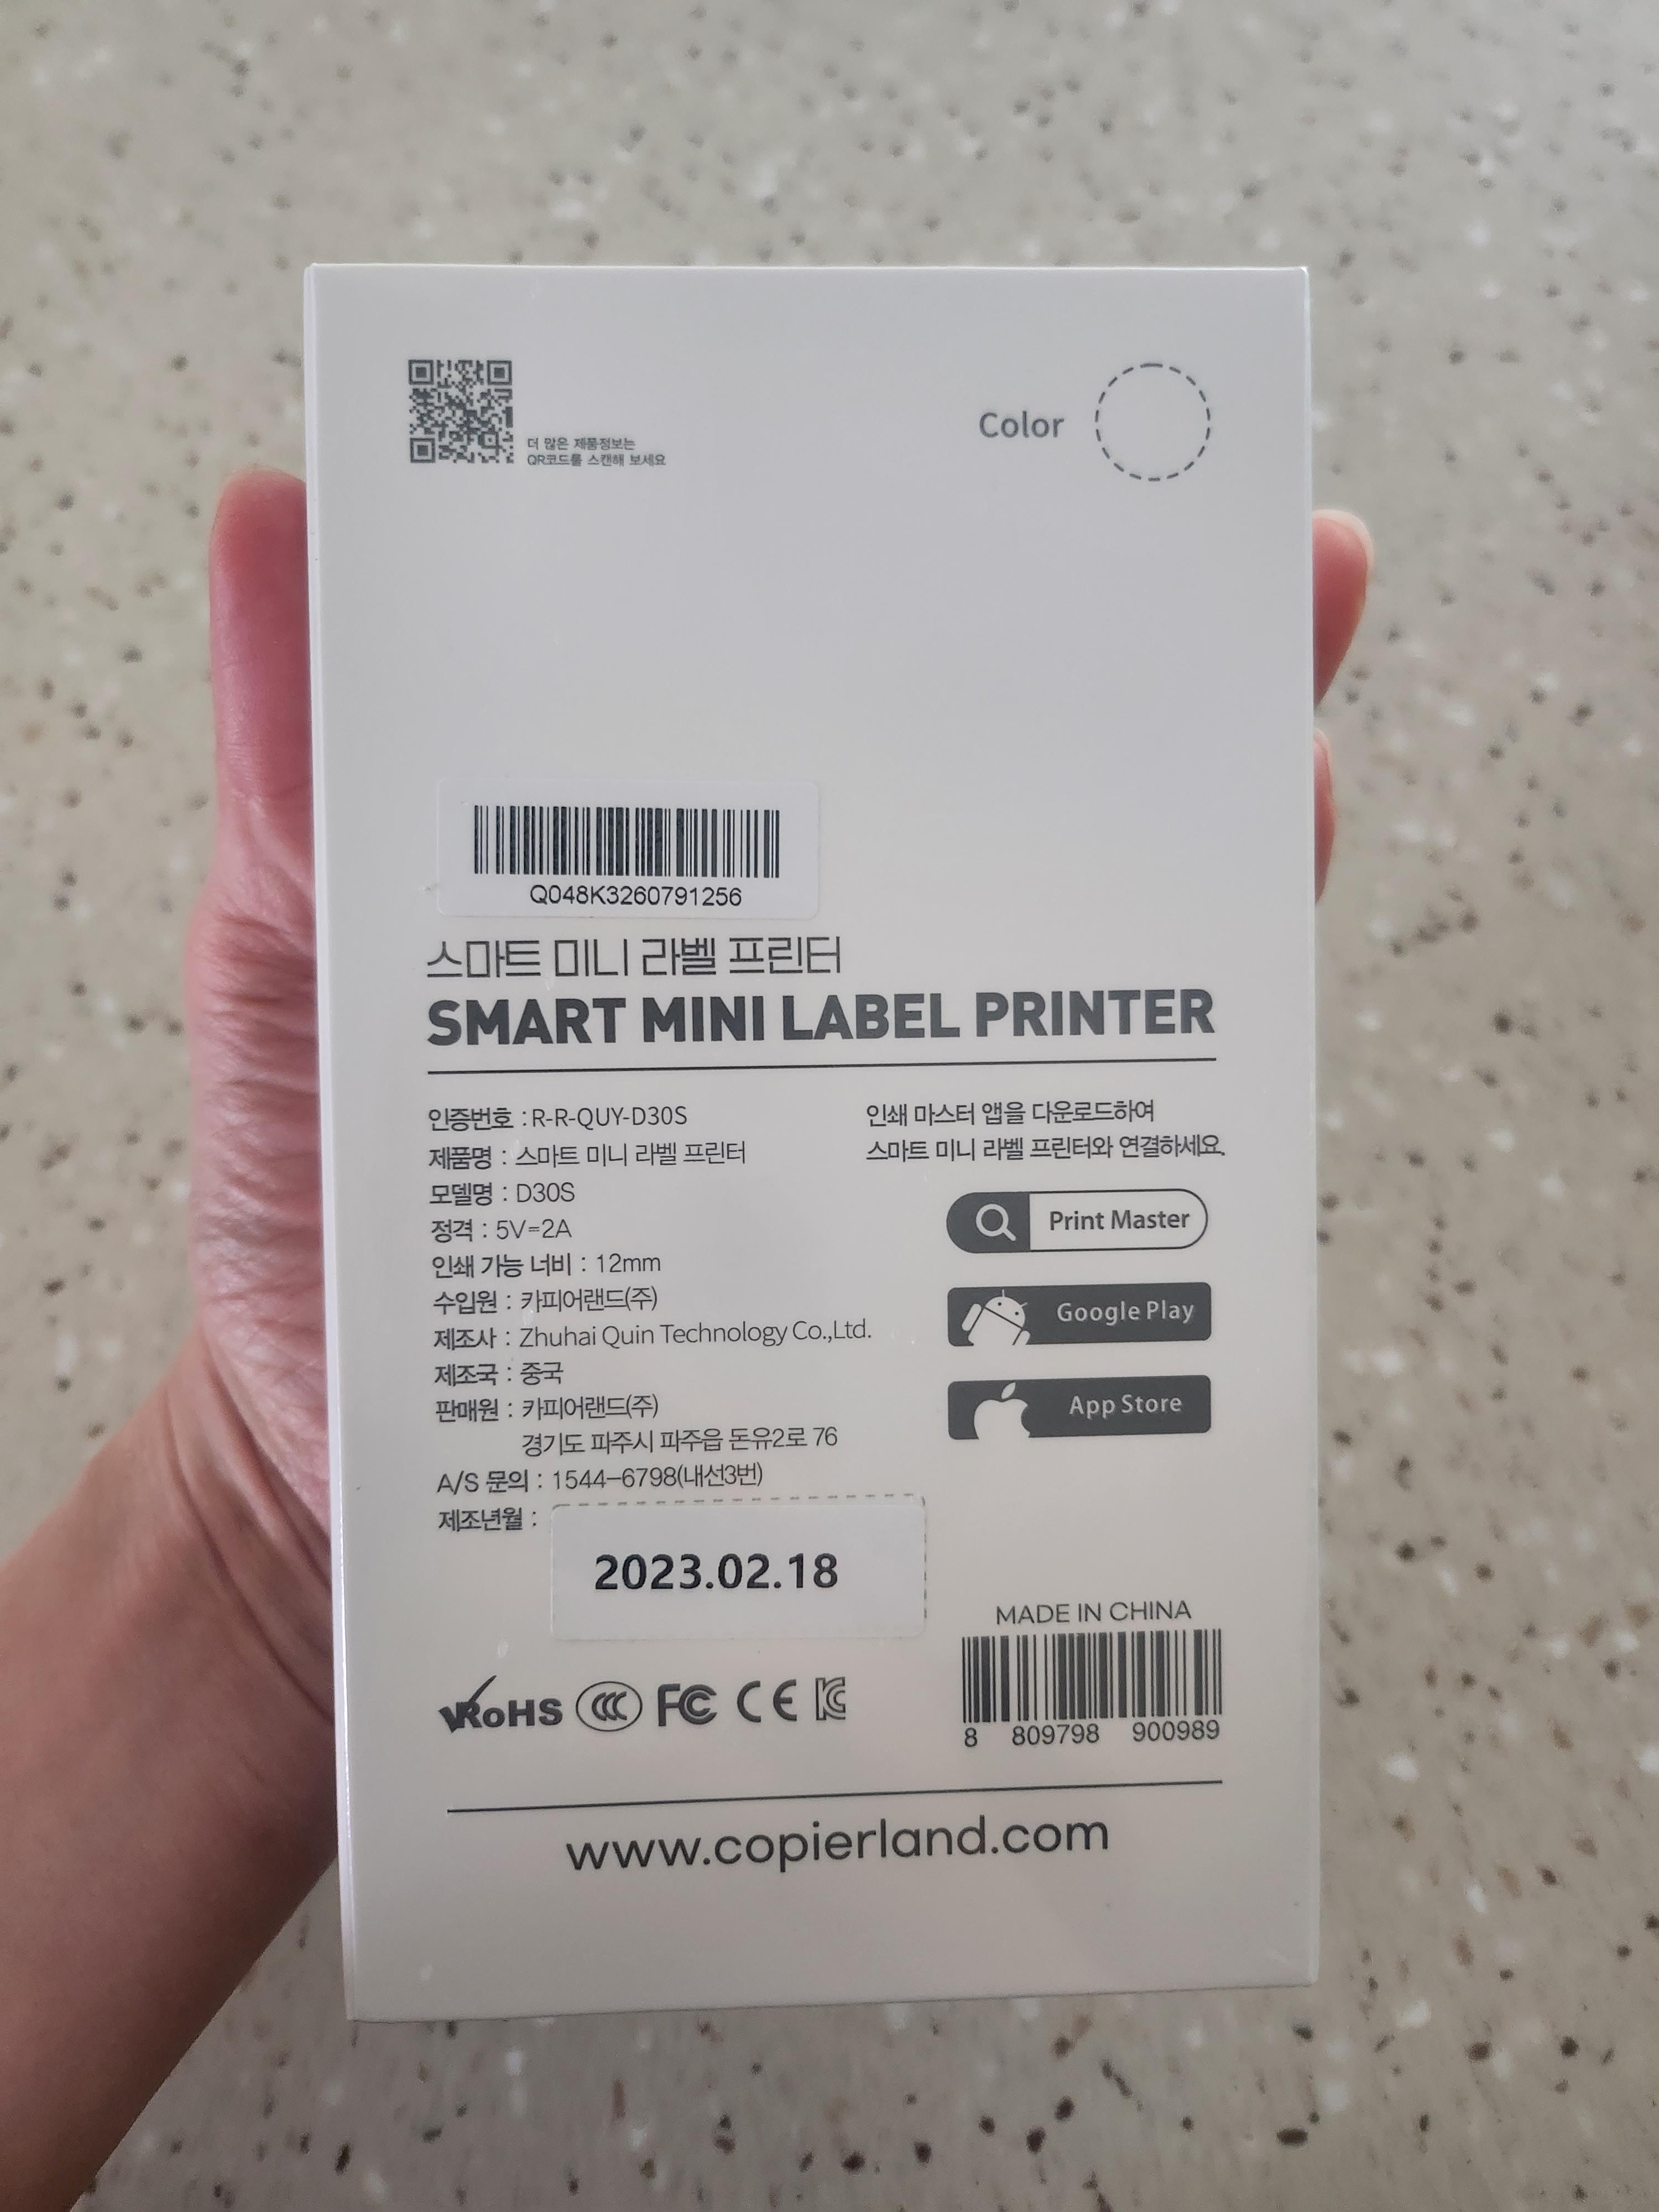 더 많은 제품정보는
QR코드를 스캔해 보세요
Color
Q048K3260791256
스마트 미니 라벨 프린터
SMART MINI LABEL PRINTER
인증번호 : R-R-QUY-D30S
제품명 : 스마트 미니 라벨 프린터
모델명 : D30S
정격 : 5V=2A
인쇄 가능 너비 : 12mm
수입원 : 카피어랜드(주)
제조사 : Zhuhai Quin Technology Co.,Ltd.
제조국 : 중국
판매원 : 카피어랜드(주)
경기도 파주시 파주읍 돈유2로 76
A/S 문의 : 1544-6798(내선3번)
제조년월 :
2023.02.18
인쇄 마스터 앱을 다운로드하여
스마트 미니 라벨 프린터와 연결하세요.
Print Master
Google Play
App Store
RoHS CCC FC CE KC
MADE IN CHINA
8 809798 900989
www.copierland.com